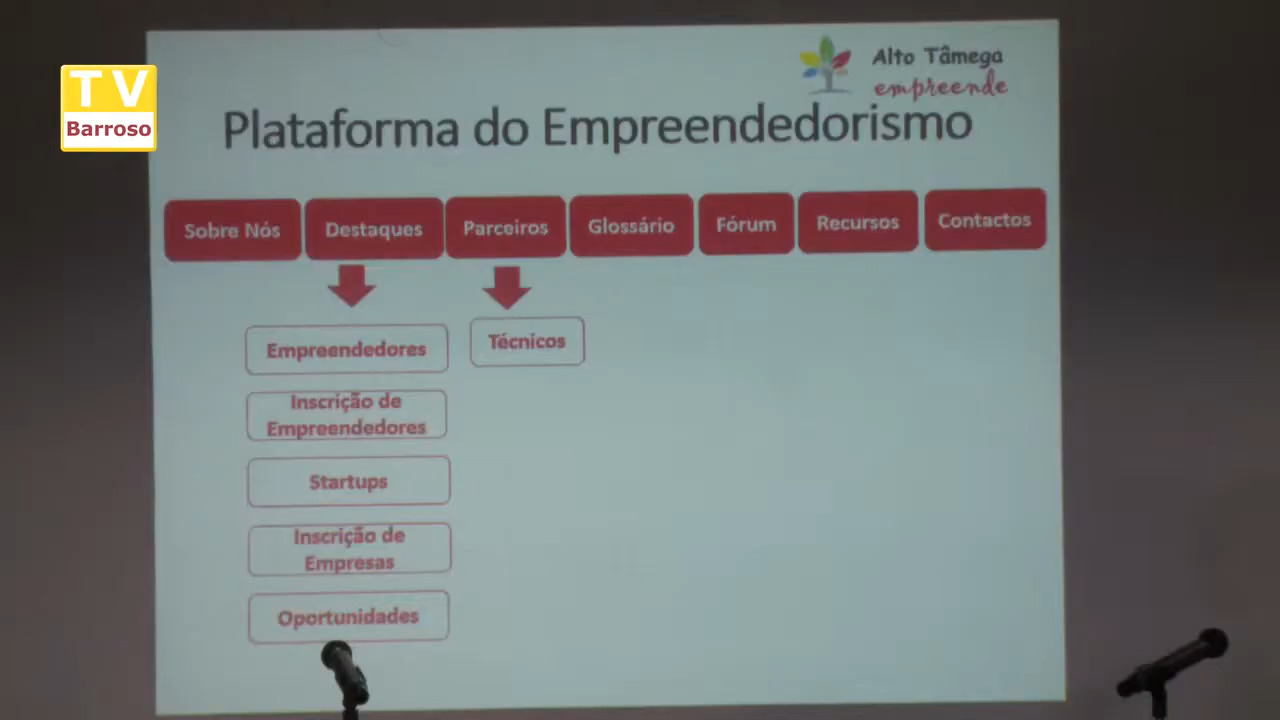 TV
Barroso
Alto Tâmega
empreende
Plataforma do Empreendedorismo
Sobre Nós
Destaques
Parceiros
Glossário
Fórum
Recursos
Contactos
Empreendedores
Técnicos
Inscrição de
Empreendedores
Startups
Inscrição de
Empresas
Oportunidades